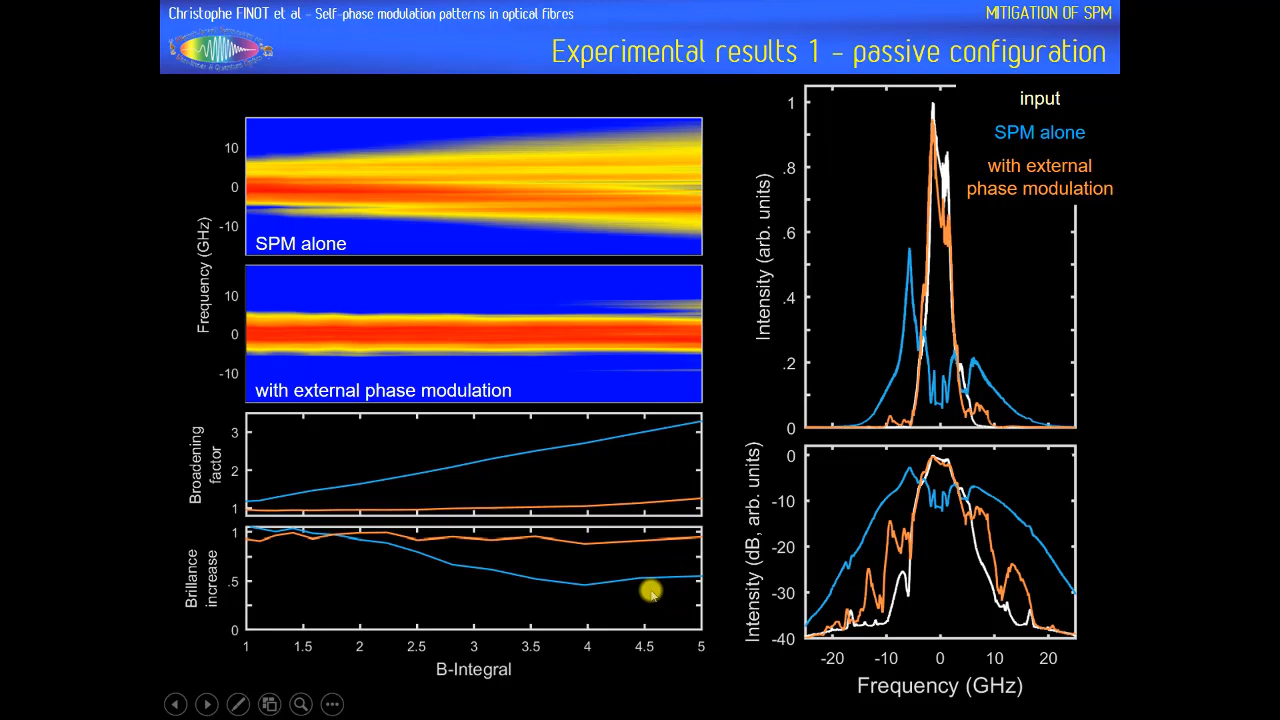 Christophe FINOT et al - Self-phase modulation patterns in optical fibres
MITIGATION OF SPM
Experimental results 1 - passive configuration
Frequency (GHz)
10
0
-10
SPM alone
10
0
-10
with external phase modulation
Broadening
factor
3
2
1
Brillance
increase
1
.5
0
1
1.5
2
2.5
3
3.5
4
4.5
5
B-Integral
input
SPM alone
with external
phase modulation
Intensity (arb. units)
1
.8
.6
.4
.2
0
Intensity (dB, arb. units)
0
-10
-20
-30
-40
-20
-10
0
10
20
Frequency (GHz)